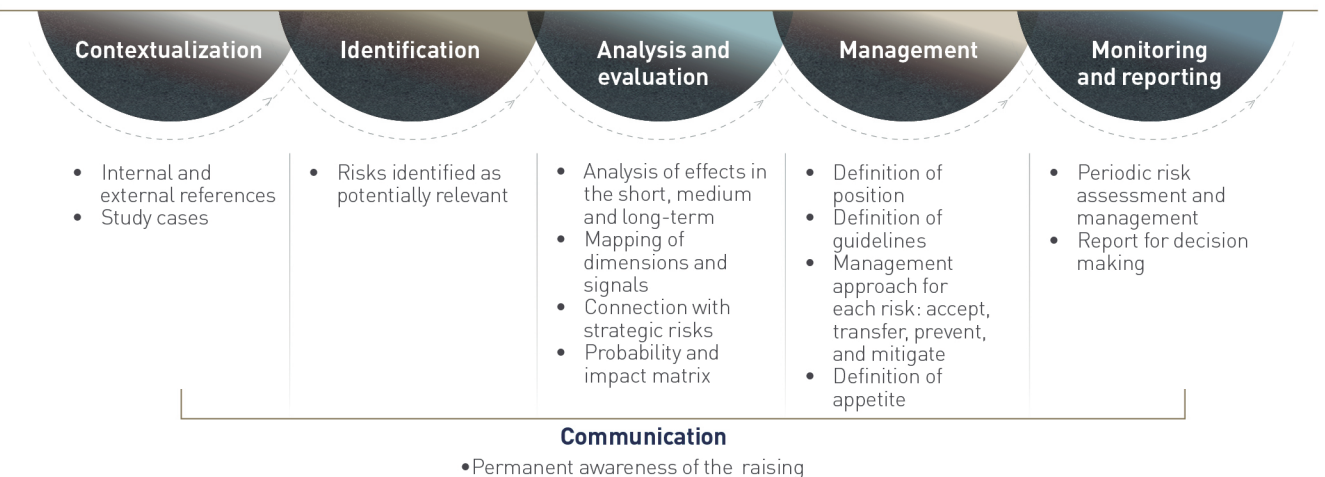 Contextualization
Identification
Analysis and
evaluation
Management
Monitoring
and reporting
• Internal and
external references
• Study cases
• Risks identified as
potentially relevant
• Analysis of effects in
the short, medium
and long-term
• Mapping of
dimensions and
signals
• Connection with
strategic risks
• Probability and
impact matrix
• Definition of
position
• Definition of
guidelines
• Management
approach for
each risk: accept,
transfer, prevent,
and mitigate
• Definition of
appetite
• Periodic risk
assessment and
management
• Report for decision
making
Communication
•Permanent awareness of the raising